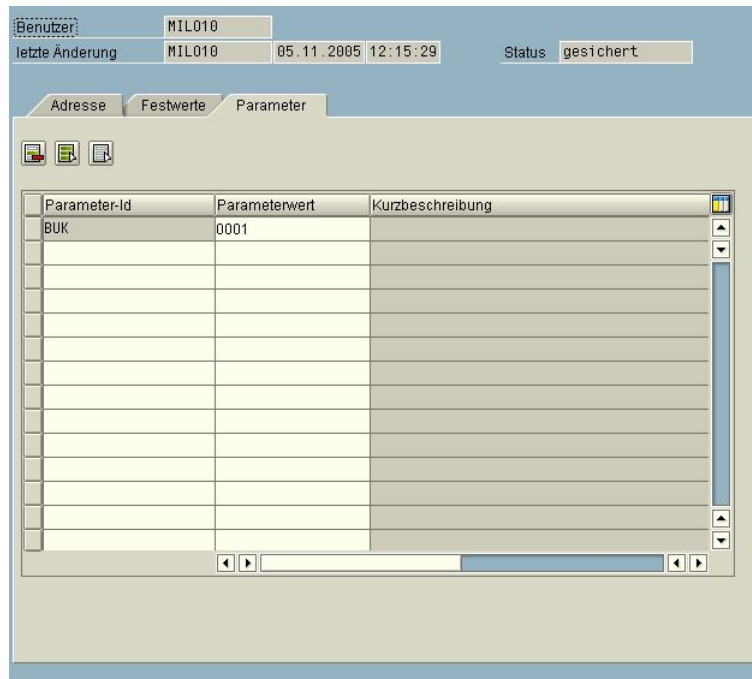 Benutzer MIL010
letzte Änderung MIL010 05.11.2005 12:15:29 Status gesichert
Adresse Festwerte Parameter
Parameter-Id Parameterwert Kurzbeschreibung
BUK 0001